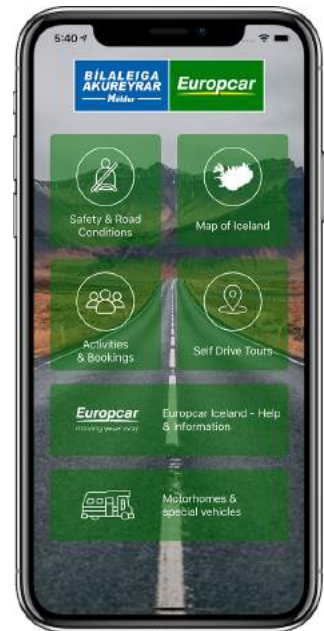 5:40
BÍLALEIGA
AKUREYRAR
Höldur
Europcar
Safety & Road
Conditions
Map of Iceland
Activities
& Bookings
Self Drive Tours
Europcar
moving your way
Europcar Iceland - Help
& information
Motorhomes &
special vehicles